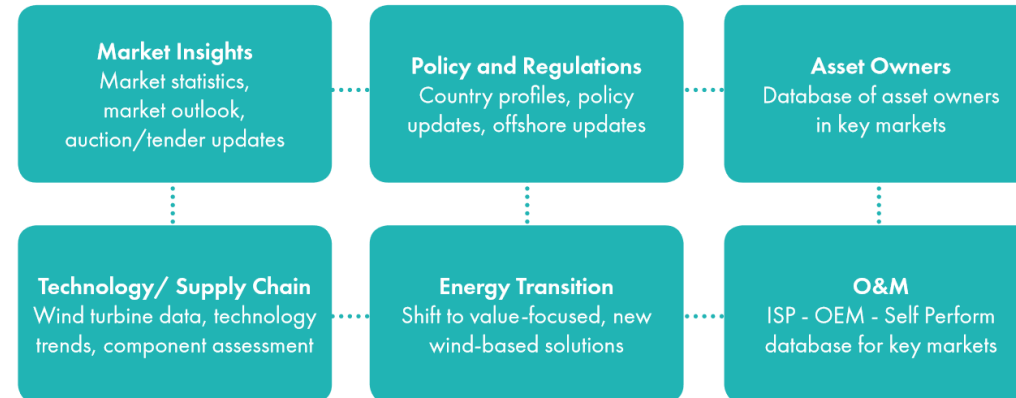 Market Insights
Market statistics,
market outlook,
auction/tender updates
Policy and Regulations
Country profiles, policy
updates, offshore updates
Asset Owners
Database of asset owners
in key markets
Technology/ Supply Chain
Wind turbine data, technology
trends, component assessment
Energy Transition
Shift to value-focused, new
wind-based solutions
O&M
ISP - OEM - Self Perform
database for key markets